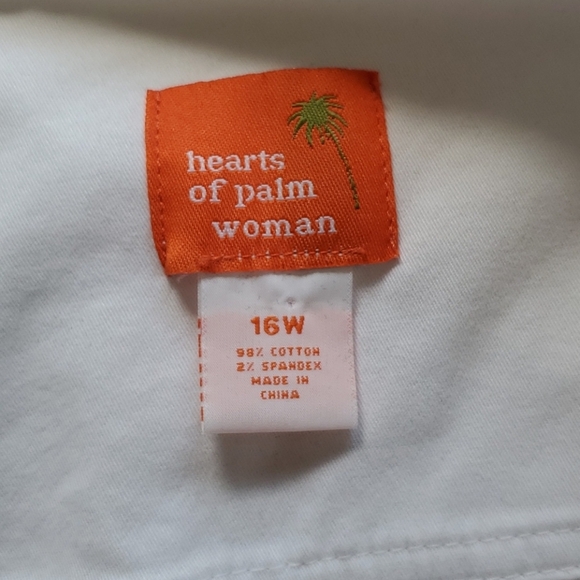 hearts
of palm
woman
16W
98% COTTON
2% SPANDEX
MADE IN
CHINA